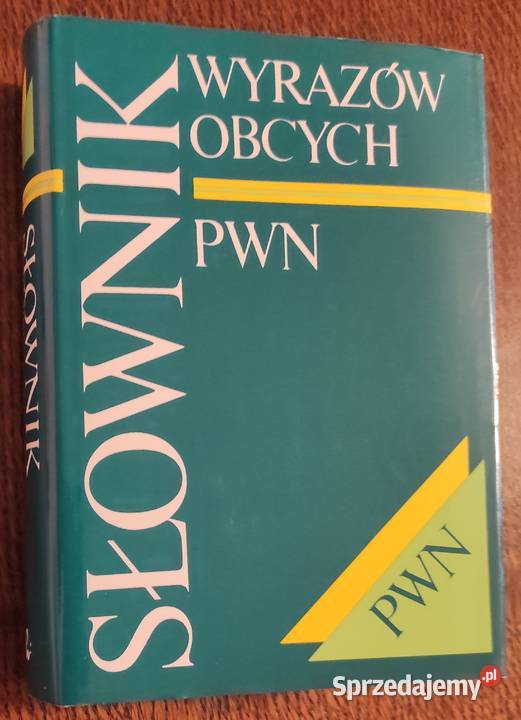 SŁOWNIK
WYRAZÓW
OBCYCH
PWN
PWN
SŁOWNIK
Sprzedajemy.pl